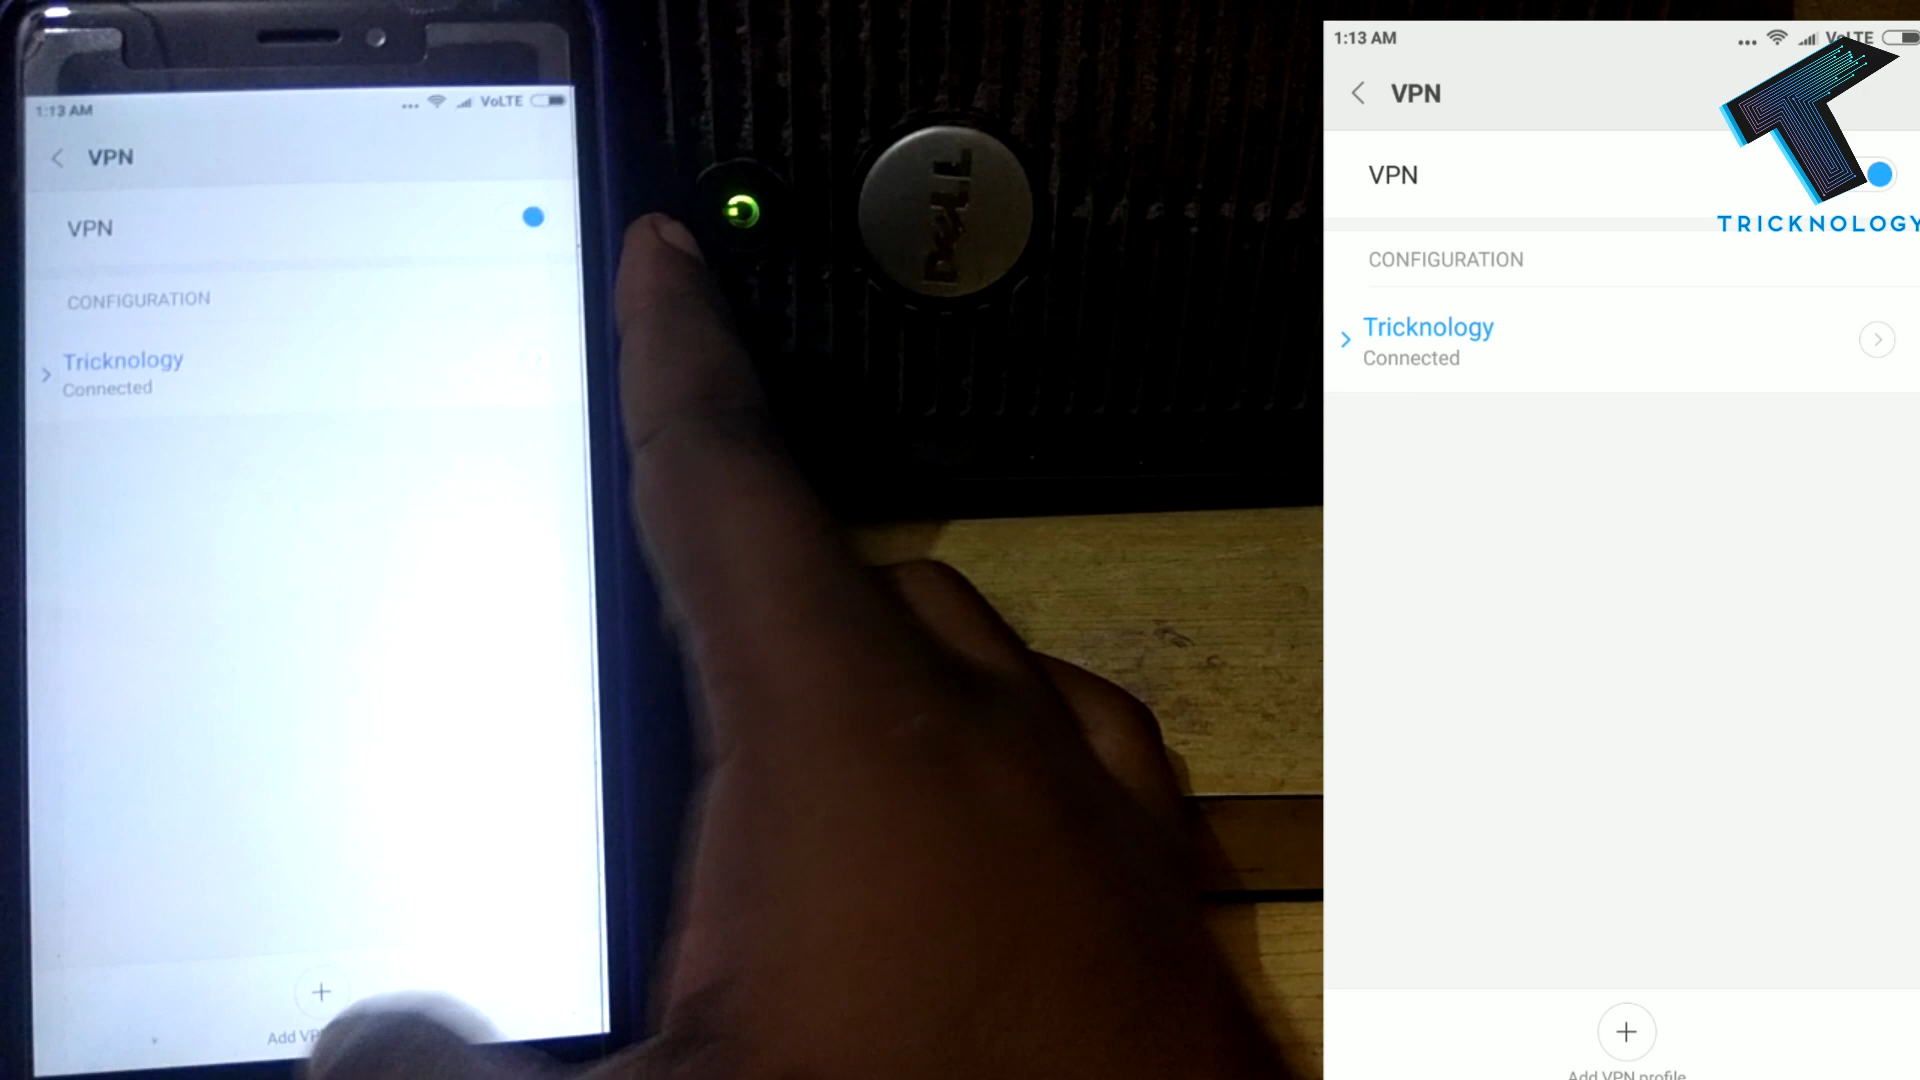 1:13 AM
... VoLTE
VPN
VPN
CONFIGURATION
Tricknology
Connected
Add VP
DELL
1:13 AM
... VoLTE
VPN
VPN
TRICKNOLOGY
CONFIGURATION
Tricknology
Connected
Add VPN profile